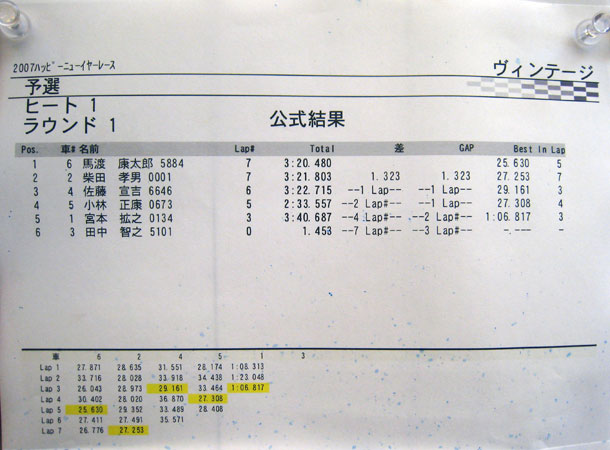 2007ハッピーニューイヤーレース ヴィンテージ
予選
ヒート 1
ラウンド 1 公式結果
Pos. 車# 名前 Lap# Total 差 GAP Best In Lap
1 6 馬渡 康太郎 5884 7 3:20.480 25.630 5
2 2 柴田 孝男 0001 7 3:21.803 1.323 1.323 27.253 7
3 4 佐藤 宣吉 6646 6 3:22.715 --1 Lap-- --1 Lap-- 29.161 3
4 5 小林 正康 0673 5 2:33.557 --2 Lap#-- --1 Lap-- 27.308 4
5 1 宮本 拡之 0134 3 3:40.687 --4 Lap#-- --2 Lap#-- 1:06.817 3
6 3 田中 智之 5101 0 1.453 --7 Lap#-- --3 Lap#-- -.--- -
車 6 2 4 5 1 3
Lap 1 27.871 28.635 31.551 28.174 1:08.313
Lap 2 33.716 28.028 33.918 34.438 1:23.048
Lap 3 26.043 28.973 29.161 33.464 1:06.817
Lap 4 30.402 28.020 36.870 27.308
Lap 5 25.630 29.352 33.489 28.408
Lap 6 27.411 27.491 35.571
Lap 7 26.776 27.253